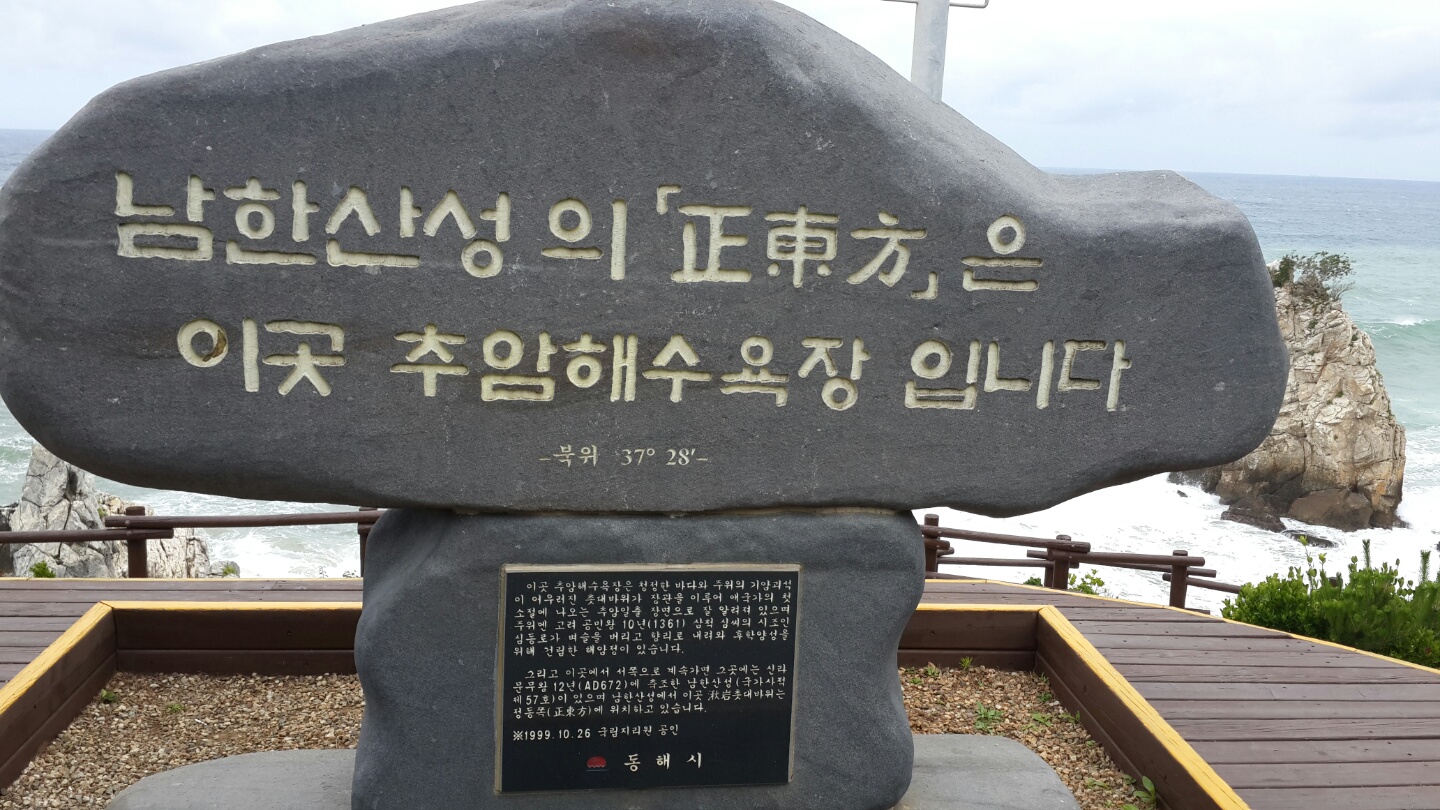 남한산성의 「正東方」은
이곳 추암해수욕장 입니다
-북위 37° 28′-
이곳 추암해수욕장은 청정한 바다와 주위의 기암괴석
이 어우러진 촛대바위가 장관을 이루어 애국가의 첫
소절에 나오는 추암일출 장면으로 잘 알려져 있으며
주위엔 고려 공민왕 10년(1361) 삼척 심씨의 시조인
심동로가 벼슬을 버리고 향리로 내려와 후학양성을
위해 건립한 해암정이 있습니다.
그리고 이곳에서 서쪽으로 계속가면 그곳에는 신라
문무왕 12년(AD672)에 축조한 남한산성(국가사적
제57호)이 있으며 남한산성에서 이곳 湫岩촛대바위는
정동쪽(正東方)에 위치하고 있습니다.
※1999.10.26 국립지리원 공인
동해시